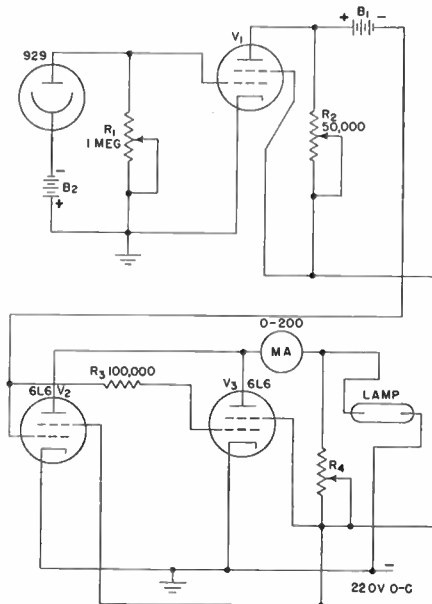 929
V1
+ B1 -
R1
1 MEG
R2
50,000
-
B2
+
0-200
MA
R3 100,000
6L6 V2
V3 6L6
LAMP
R4
-
220V D-C